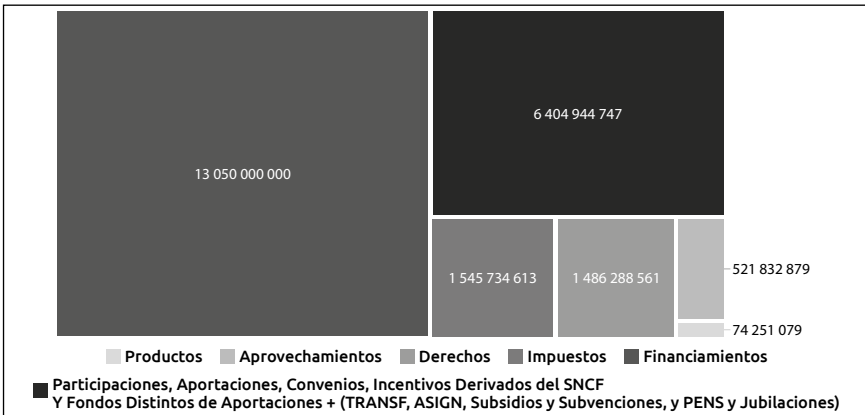 13 050 000 000
6 404 944 747
1 545 734 613
1 486 288 561
521 832 879
74 251 079
Productos Aprovechamientos Derechos Impuestos Financiamientos
Participaciones, Aportaciones, Convenios, Incentivos Derivados del SNCF
Y Fondos Distintos de Aportaciones + (TRANSF, ASIGN, Subsidios y Subvenciones, y PENS y Jubilaciones)